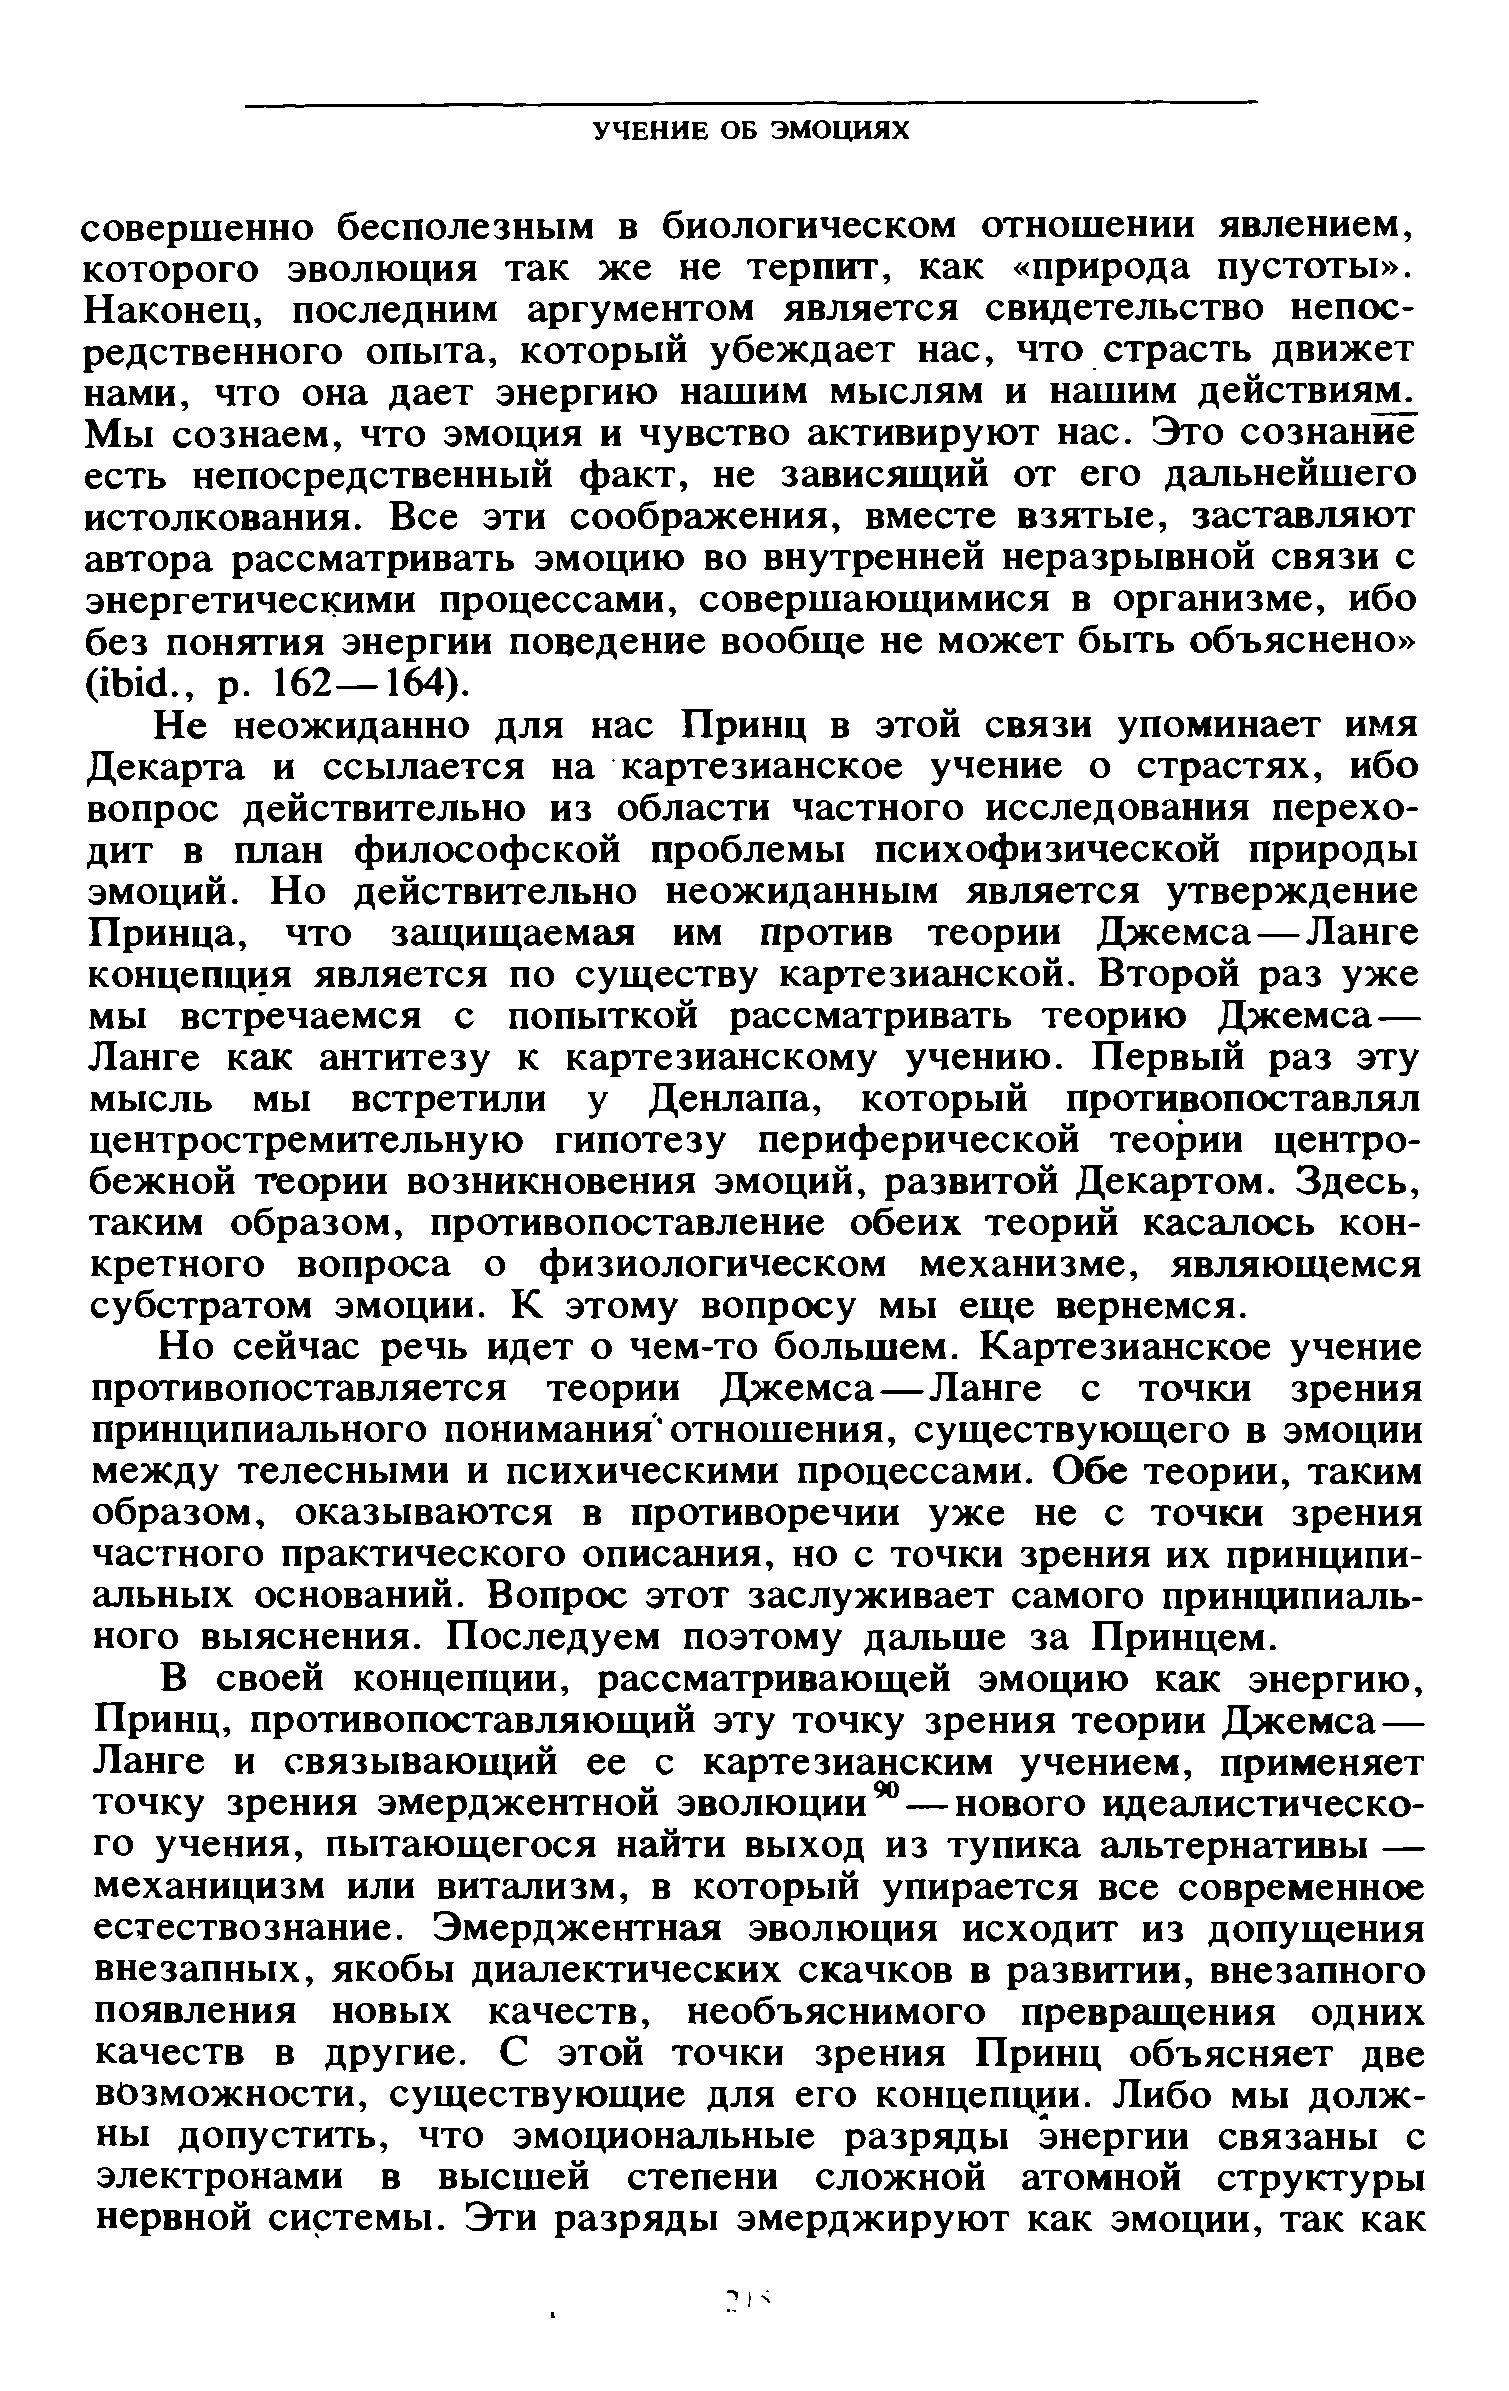 УЧЕНИЕ ОБ ЭМОЦИЯХ
совершенно бесполезным в биологическом отношении явлением,
которого эволюция так же не терпит, как «природа пустоты».
Наконец, последним аргументом является свидетельство непос-
редственного опыта, который убеждает нас, что страсть движет
нами, что она дает энергию нашим мыслям и нашим действиям.
Мы сознаем, что эмоция и чувство активируют нас. Это сознание
есть непосредственный факт, не зависящий от его дальнейшего
истолкования. Все эти соображения, вместе взятые, заставляют
автора рассматривать эмоцию во внутренней неразрывной связи с
энергетическими процессами, совершающимися в организме, ибо
без понятия энергии поведение вообще не может быть объяснено»
(ibid., p. 162—164).
Не неожиданно для нас Принц в этой связи упоминает имя
Декарта и ссылается на картезианское учение о страстях, ибо
вопрос действительно из области частного исследования перехо-
дит в план философской проблемы психофизической природы
эмоций. Но действительно неожиданным является утверждение
Принца, что защищаемая им против теории Джемса—Ланге
концепция является по существу картезианской. Второй раз уже
мы встречаемся с попыткой рассматривать теорию Джемса—
Ланге как антитезу к картезианскому учению. Первый раз эту
мысль мы встретили у Денлапа, который противопоставлял
центростремительную гипотезу периферической теории центро-
бежной теории возникновения эмоций, развитой Декартом. Здесь,
таким образом, противопоставление обеих теорий касалось кон-
кретного вопроса о физиологическом механизме, являющемся
субстратом эмоции. К этому вопросу мы еще вернемся.
Но сейчас речь идет о чем-то большем. Картезианское учение
противопоставляется теории Джемса—Ланге с точки зрения
принципиального понимания отношения, существующего в эмоции
между телесными и психическими процессами. Обе теории, таким
образом, оказываются в противоречии уже не с точки зрения
частного практического описания, но с точки зрения их принципи-
альных оснований. Вопрос этот заслуживает самого принципиаль-
ного выяснения. Последуем поэтому дальше за Принцем.
В своей концепции, рассматривающей эмоцию как энергию,
Принц, противопоставляющий эту точку зрения теории Джемса—
Ланге и связывающий ее с картезианским учением, применяет
точку зрения эмерджентной эволюции⁹⁰—нового идеалистическо-
го учения, пытающегося найти выход из тупика альтернативы —
механицизм или витализм, в который упирается все современное
естествознание. Эмерджентная эволюция исходит из допущения
внезапных, якобы диалектических скачков в развитии, внезапного
появления новых качеств, необъяснимого превращения одних
качеств в другие. С этой точки зрения Принц объясняет две
возможности, существующие для его концепции. Либо мы долж-
ны допустить, что эмоциональные разряды энергии связаны с
электронами в высшей степени сложной атомной структуры
нервной системы. Эти разряды эмерджируют как эмоции, так как